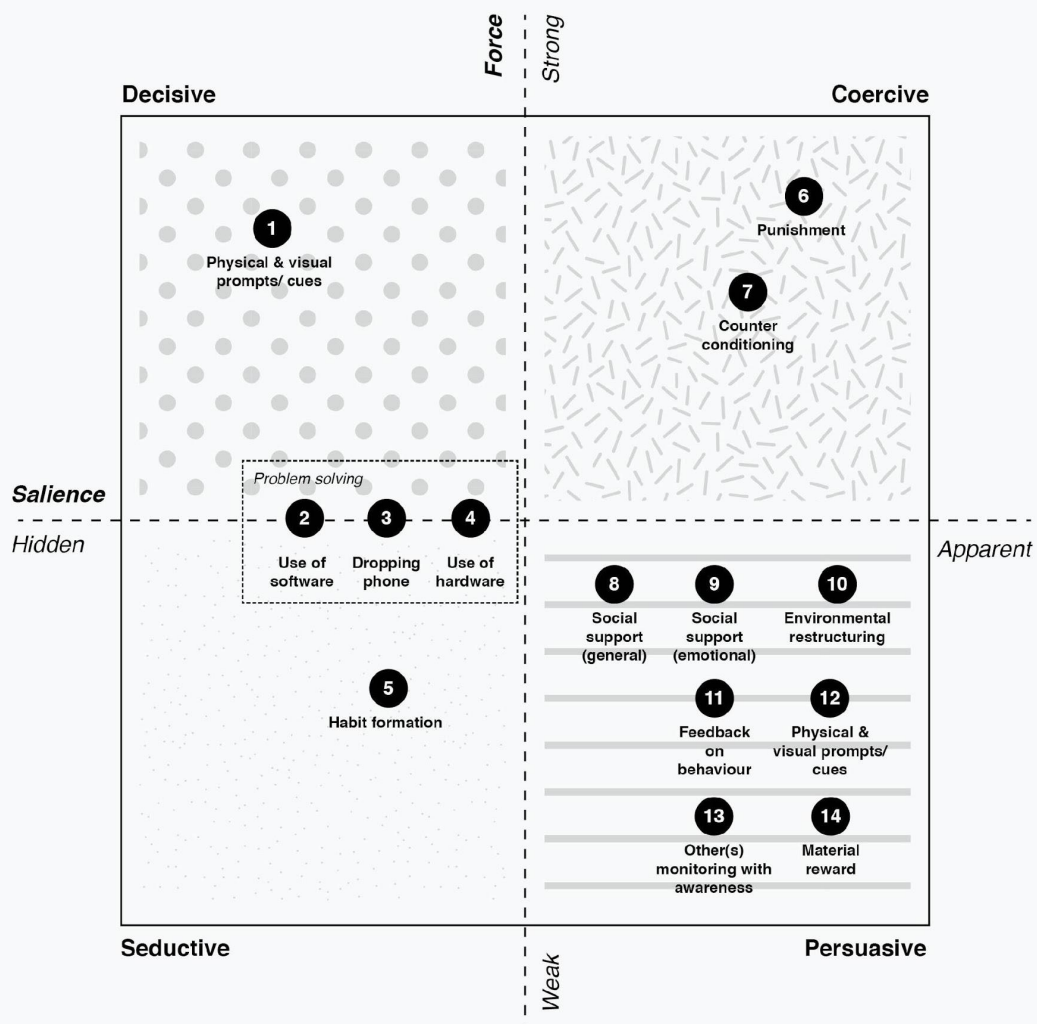 Force
Strong
Decisive
Coercive
1
Physical & visual
prompts/ cues
6
Punishment
7
Counter
conditioning
Salience
Hidden
Apparent
Problem solving
2
Use of
software
3
Dropping
phone
4
Use of
hardware
5
Habit formation
8
Social
support
(general)
9
Social
support
(emotional)
10
Environmental
restructuring
11
Feedback
on
behaviour
12
Physical &
visual prompts/
cues
13
Other(s)
monitoring with
awareness
14
Material
reward
Seductive
Persuasive
Weak